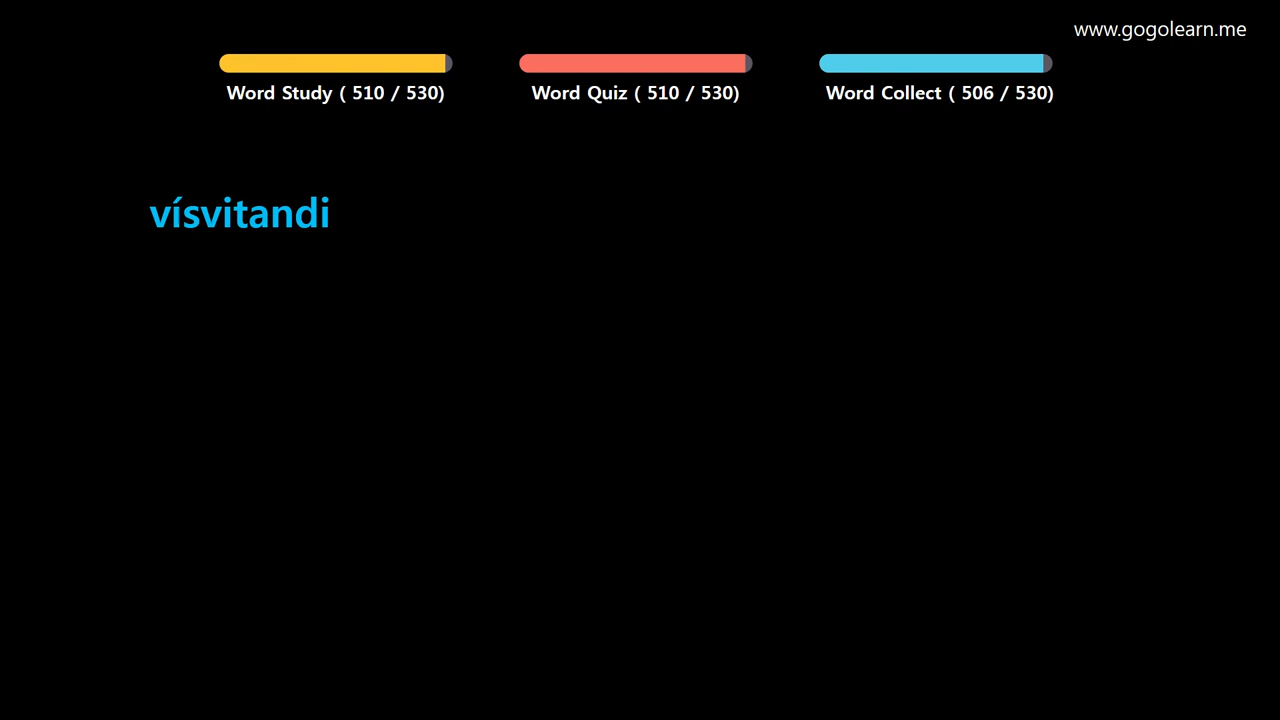 www.gogolearn.me
Word Study ( 510 / 530)
Word Quiz ( 510 / 530)
Word Collect ( 506 / 530)
vísvitandi